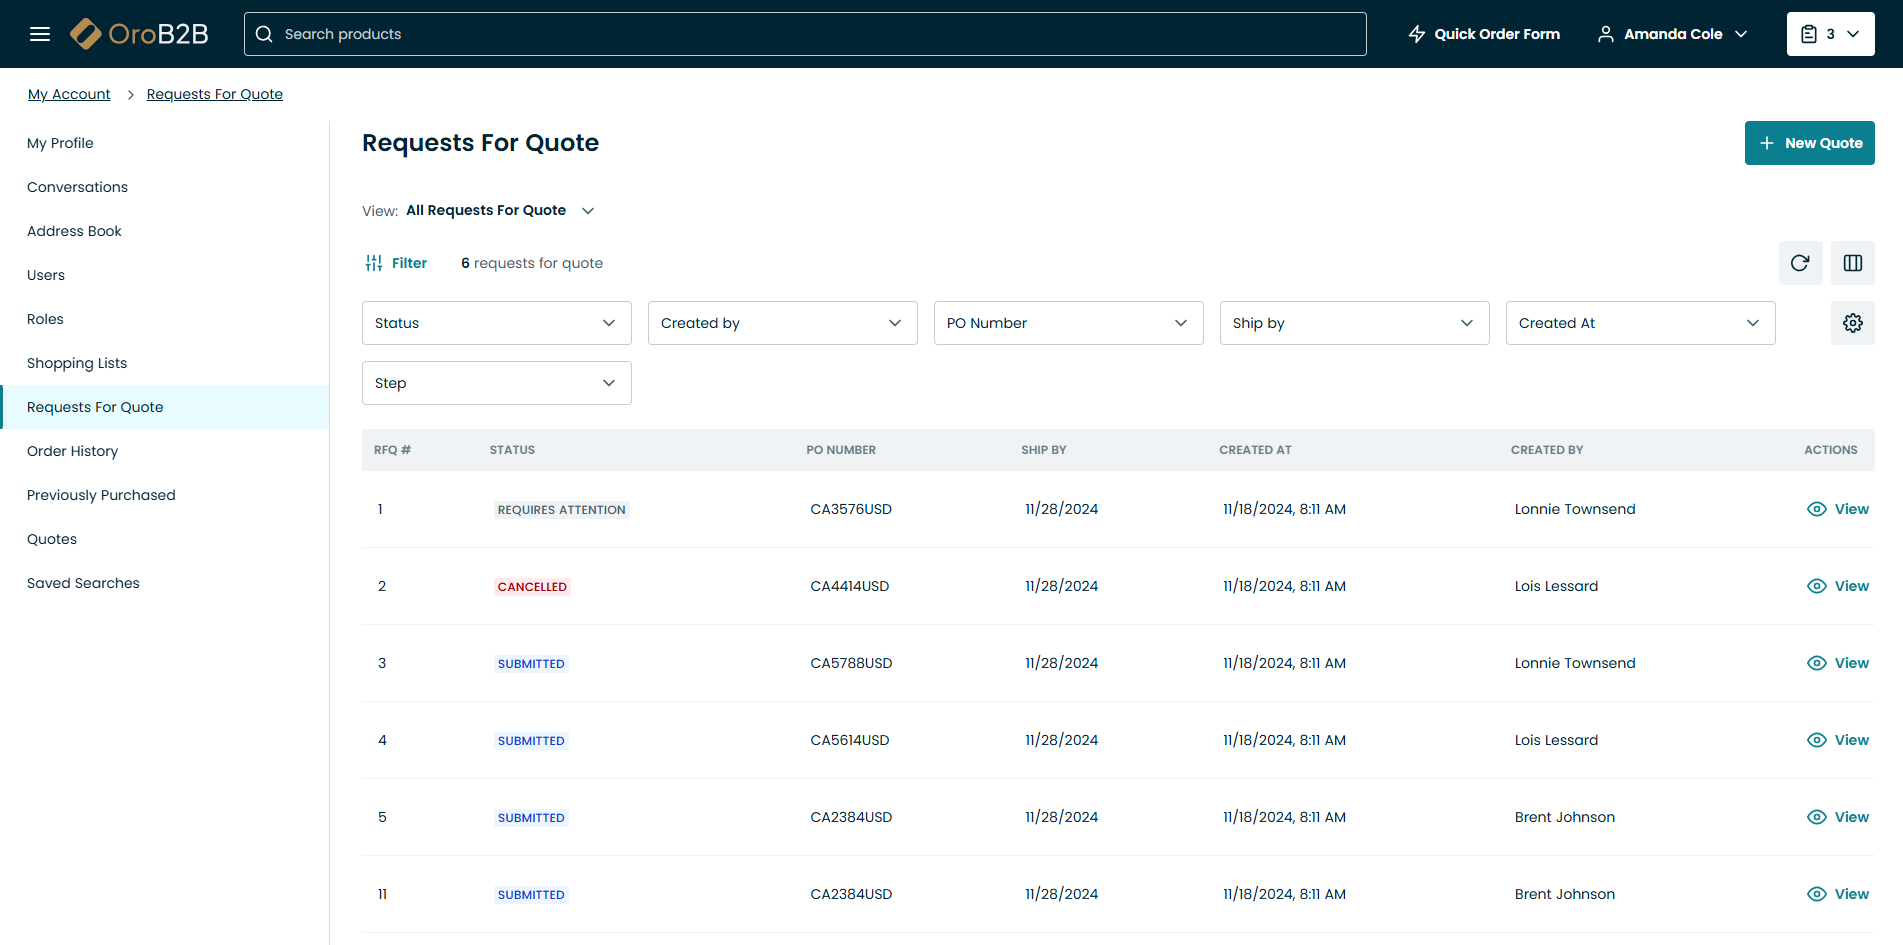 OroB2B
Search products
Quick Order Form
Amanda Cole
3
My Account > Requests For Quote
My Profile
Conversations
Address Book
Users
Roles
Shopping Lists
Requests For Quote
Order History
Previously Purchased
Quotes
Saved Searches
Requests For Quote
+ New Quote
View: All Requests For Quote
Filter 6 requests for quote
Status Created by PO Number Ship by Created At
Step
RFQ # STATUS PO NUMBER SHIP BY CREATED AT CREATED BY ACTIONS
1 REQUIRES ATTENTION CA3576USD 11/28/2024 11/18/2024, 8:11 AM Lonnie Townsend View
2 CANCELLED CA4414USD 11/28/2024 11/18/2024, 8:11 AM Lois Lessard View
3 SUBMITTED CA5788USD 11/28/2024 11/18/2024, 8:11 AM Lonnie Townsend View
4 SUBMITTED CA5614USD 11/28/2024 11/18/2024, 8:11 AM Lois Lessard View
5 SUBMITTED CA2384USD 11/28/2024 11/18/2024, 8:11 AM Brent Johnson View
11 SUBMITTED CA2384USD 11/28/2024 11/18/2024, 8:11 AM Brent Johnson View